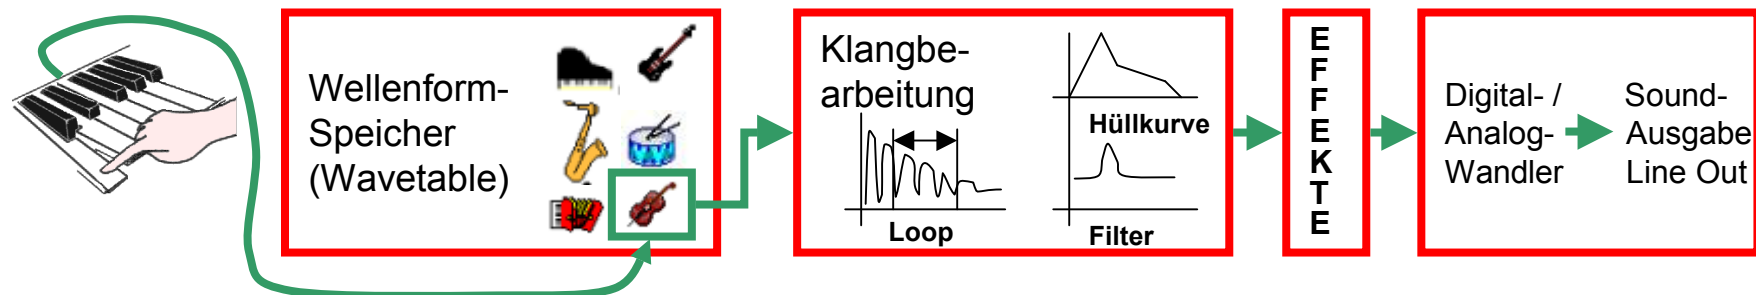 Wellenform-
Speicher
(Wavetable)
Klangbe-
arbeitung
Loop
Hüllkurve
Filter
E
F
F
E
K
T
E
Digital- /
Analog-
Wandler
Sound-
Ausgabe
Line Out